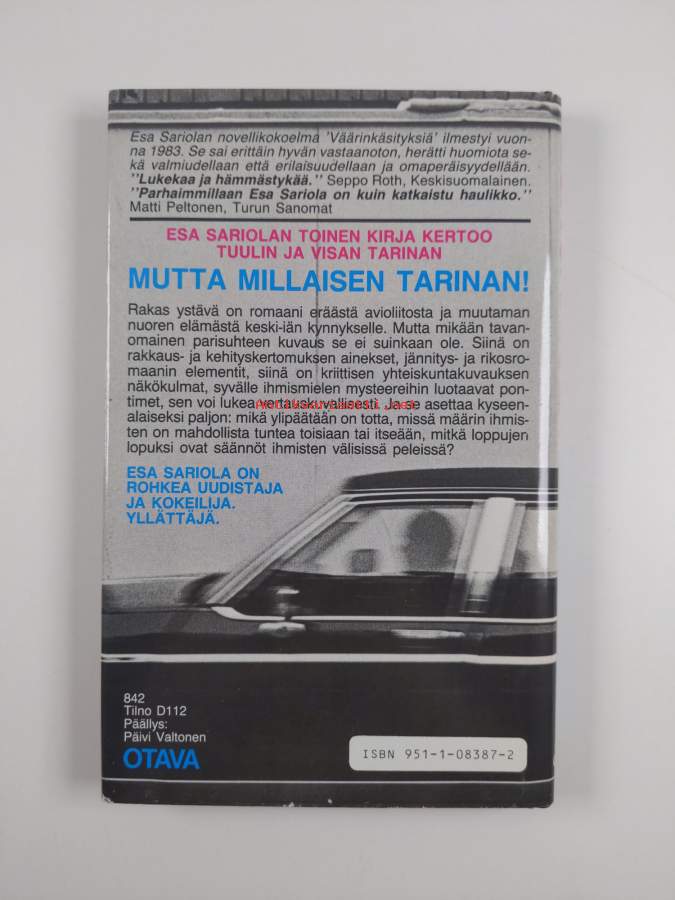 Esa Sariolan novellikokoelma 'Väärinkäsityksiä' ilmestyi vuon-
na 1983. Se sai erittäin hyvän vastaanoton, herätti huomiota se-
kä valmiudellaan että erilaisuudellaan ja omaperäisyydellään.
"Lukekaa ja hämmästykää." Seppo Roth, Keskisuomalainen.
"Parhaimmillaan Esa Sariola on kuin katkaistu haulikko."
Matti Peltonen, Turun Sanomat
ESA SARIOLAN TOINEN KIRJA KERTOO
TUULIN JA VISAN TARINAN
MUTTA MILLAISEN TARINAN!
Rakas ystävä on romaani eräästä avioliitosta ja muutaman
nuoren elämästä keski-iän kynnykselle. Mutta mikään tavan-
omainen parisuhteen kuvaus se ei suinkaan ole. Siinä on
rakkaus- ja kehityskertomuksen ainekset, jännitys- ja rikosro-
maanin elementit, siinä on kriittisen yhteiskuntakuvauksen
näkökulmat, syvälle ihmismielen mysteereihin luotaavat pon-
timet, sen voi lukea vertauskuvallisesti. Ja se asettaa kyseen-
alaiseksi paljon: mikä ylipäätään on totta, missä määrin ihmis-
ten on mahdollista tuntea toisiaan tai itseään, mitkä loppujen
lopuksi ovat säännöt ihmisten välisissä peleissä?
ESA SARIOLA ON
ROHKEA UUDISTAJA
JA KOKEILIJA.
YLLÄTTÄJÄ.
842
Tilno D112
Päällys:
Päivi Valtonen
OTAVA
ISBN 951-1-08387-2